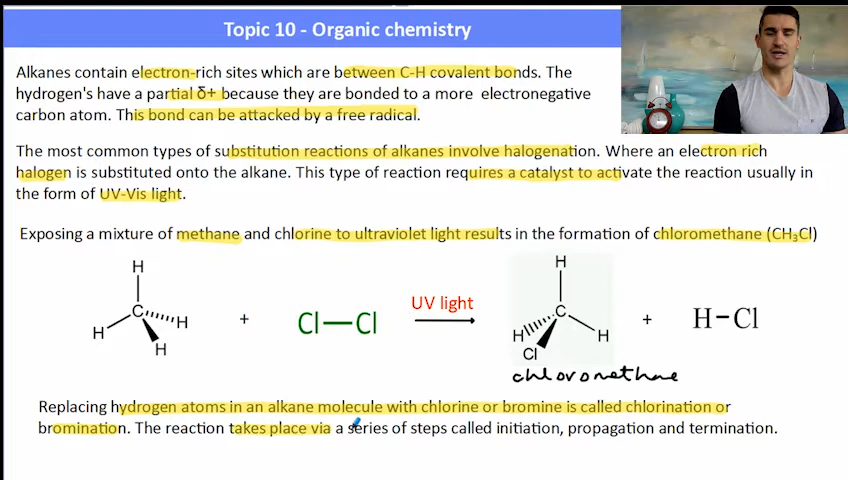 Topic 10 - Organic chemistry
Alkanes contain electron-rich sites which are between C-H covalent bonds. The
hydrogen's have a partial δ+ because they are bonded to a more electronegative
carbon atom. This bond can be attacked by a free radical.
The most common types of substitution reactions of alkanes involve halogenation. Where an electron rich
halogen is substituted onto the alkane. This type of reaction requires a catalyst to activate the reaction usually in
the form of UV-Vis light.
Exposing a mixture of methane and chlorine to ultraviolet light results in the formation of chloromethane (CH₃Cl)
H
C
H
H
H
+
Cl—Cl
UV light
H
C
H
H
Cl
+
H–Cl
chloromethane
Replacing hydrogen atoms in an alkane molecule with chlorine or bromine is called chlorination or
bromination. The reaction takes place via a series of steps called initiation, propagation and termination.